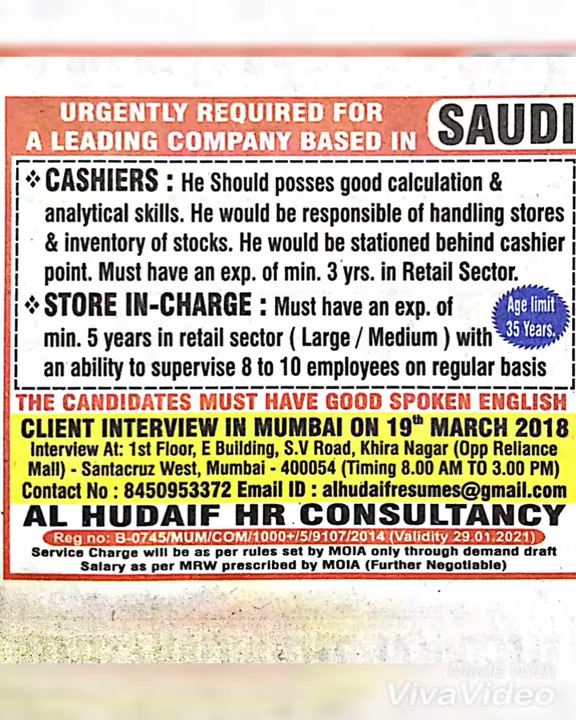 URGENTLY REQUIRED FOR
A LEADING COMPANY BASED IN SAUDI
❖ CASHIERS : He Should posses good calculation &
analytical skills. He would be responsible of handling stores
& inventory of stocks. He would be stationed behind cashier
point. Must have an exp. of min. 3 yrs. in Retail Sector.
❖ STORE IN-CHARGE : Must have an exp. of
min. 5 years in retail sector ( Large / Medium ) with
an ability to supervise 8 to 10 employees on regular basis
Age limit
35 Years.
THE CANDIDATES MUST HAVE GOOD SPOKEN ENGLISH
CLIENT INTERVIEW IN MUMBAI ON 19th MARCH 2018
Interview At: 1st Floor, E Building, S.V Road, Khira Nagar (Opp Reliance
Mall) - Santacruz West, Mumbai - 400054 (Timing 8.00 AM TO 3.00 PM)
Contact No : 8450953372 Email ID : alhudaifresumes@gmail.com
AL HUDAIF HR CONSULTANCY
Reg no: B-0745/MUM/COM/1000+/5/9107/2014 (Validity 29.01.2021)
Service Charge will be as per rules set by MOIA only through demand draft
Salary as per MRW prescribed by MOIA (Further Negotiable)
Made With
VivaVideo